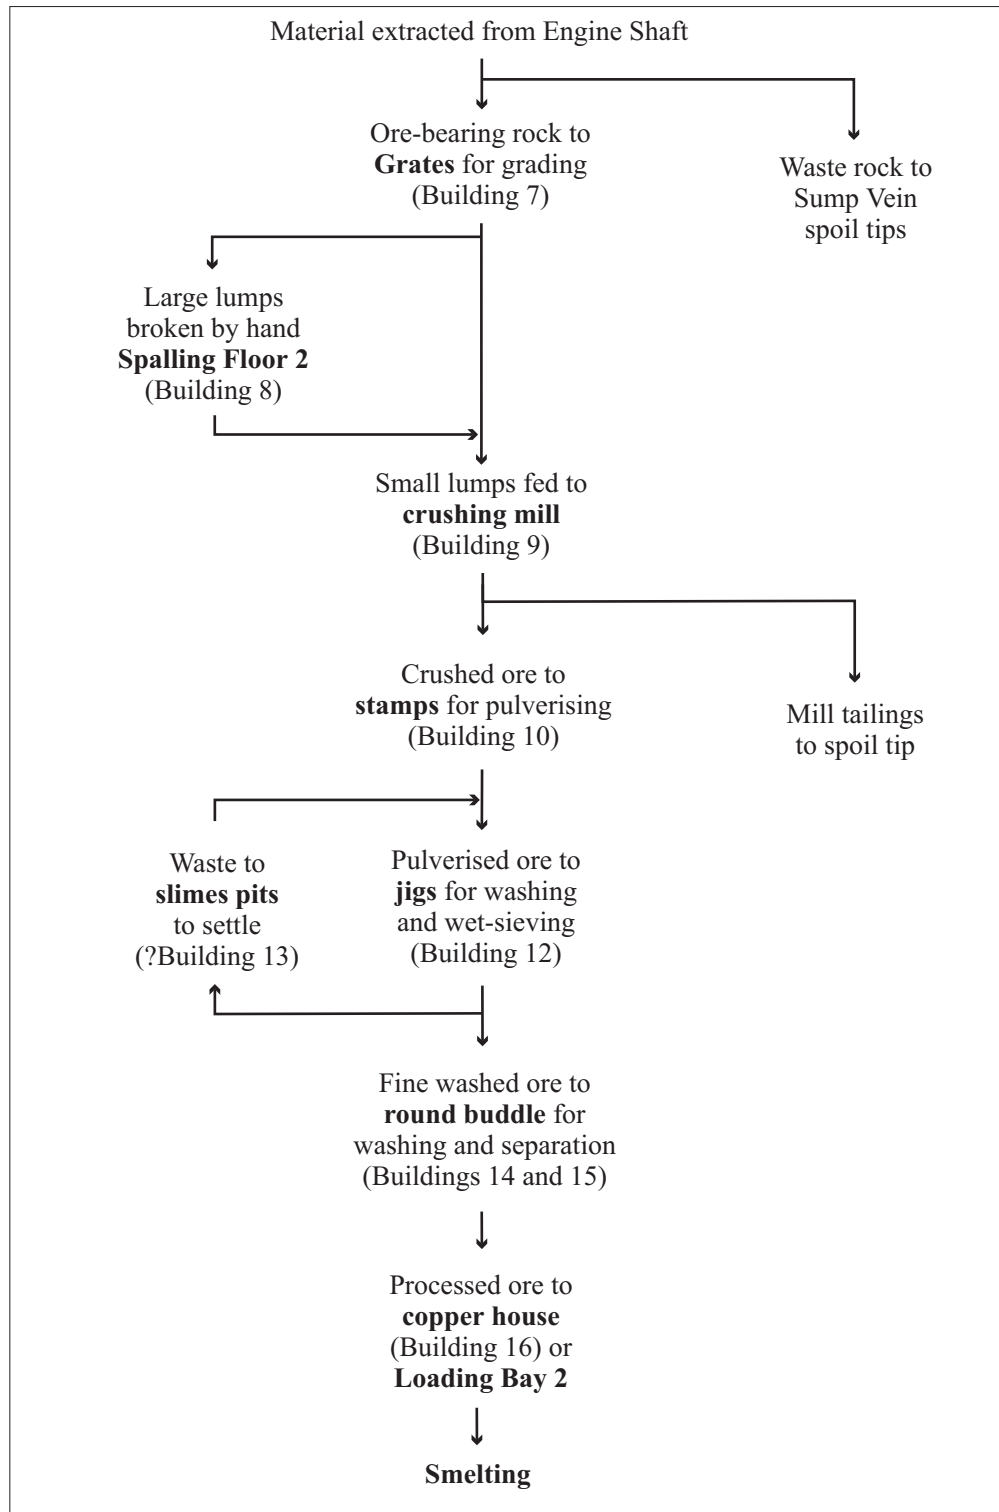 Material extracted from Engine Shaft
Ore-bearing rock to
Grates for grading
(Building 7)
Waste rock to
Sump Vein
spoil tips
Large lumps
broken by hand
Spalling Floor 2
(Building 8)
Small lumps fed to
crushing mill
(Building 9)
Crushed ore to
stamps for pulverising
(Building 10)
Mill tailings
to spoil tip
Waste to
slimes pits
to settle
(?Building 13)
Pulverised ore to
jigs for washing
and wet-sieving
(Building 12)
Fine washed ore to
round buddle for
washing and separation
(Buildings 14 and 15)
Processed ore to
copper house
(Building 16) or
Loading Bay 2
Smelting